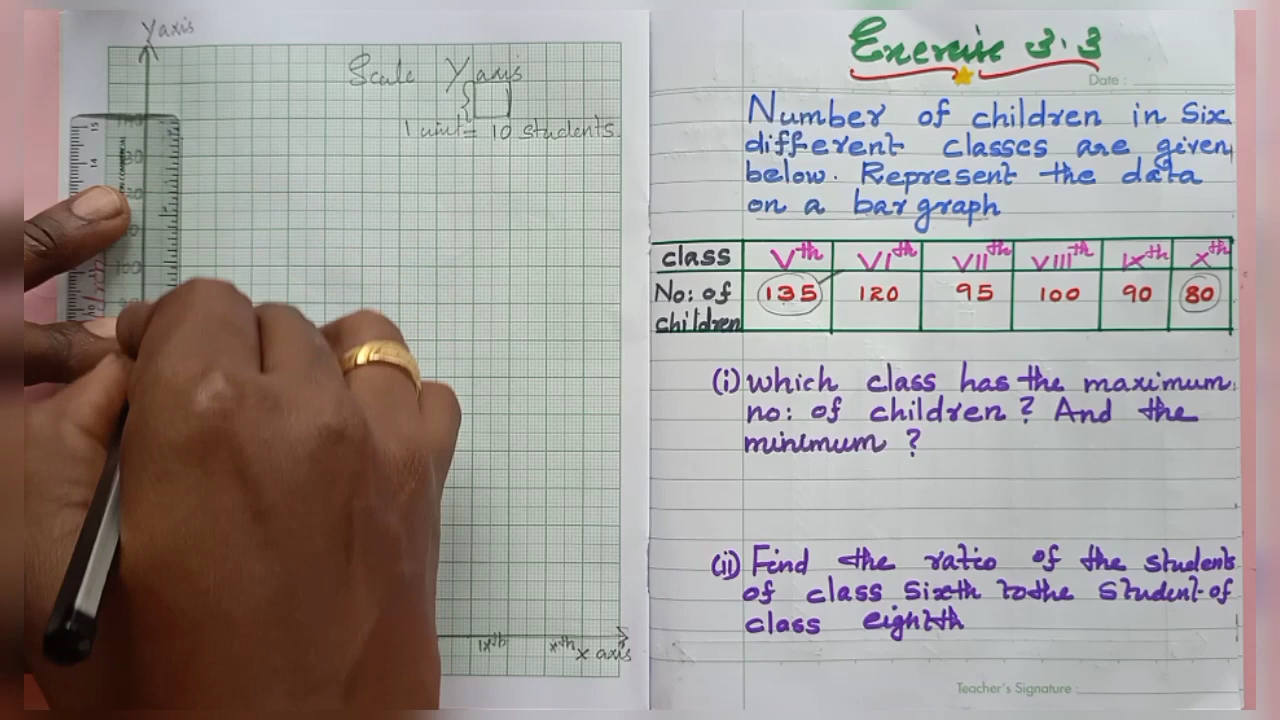 Y axis
Scale Y axis
1 unit = 10 students.
15
14
100
IXth
Xth
X axis
Exercise 3.3
Date :
Number of children in six
different classes are given
below. Represent the data
on a bar graph
class Vth VIth VIIth VIIIth IXth Xth
No: of 135 120 95 100 90 80
children
(i) which class has the maximum
no: of children? And the
minimum ?
(ii) Find the ratio of the students
of class sixth to the student of
class eighth
Teacher's Signature :